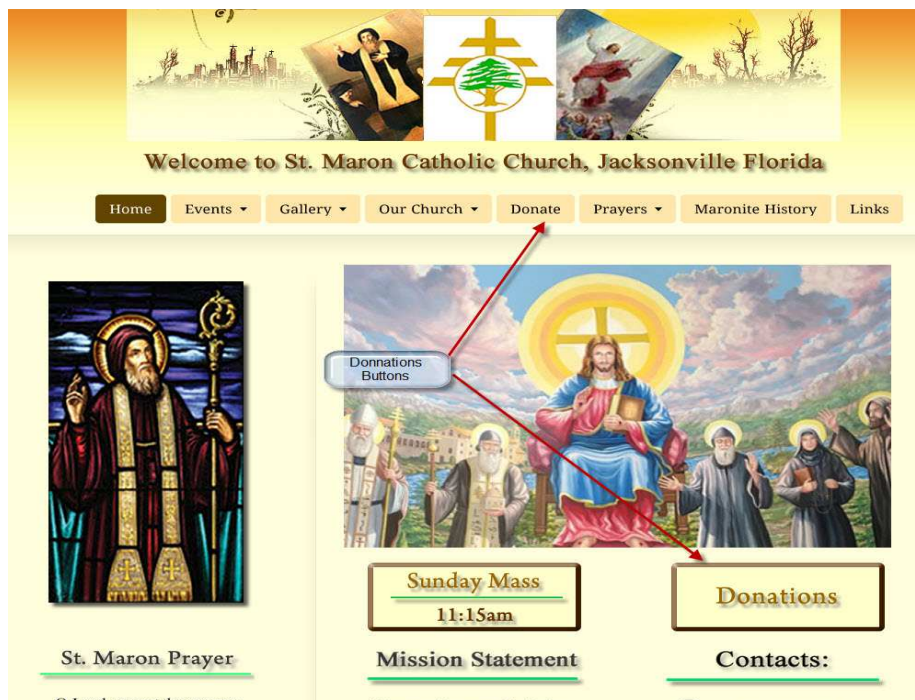 Welcome to St. Maron Catholic Church, Jacksonville Florida
Home Events Gallery Our Church Donate Prayers Maronite History Links
Donnations
Buttons
Sunday Mass
11:15am
Donations
St. Maron Prayer
Mission Statement
Contacts: